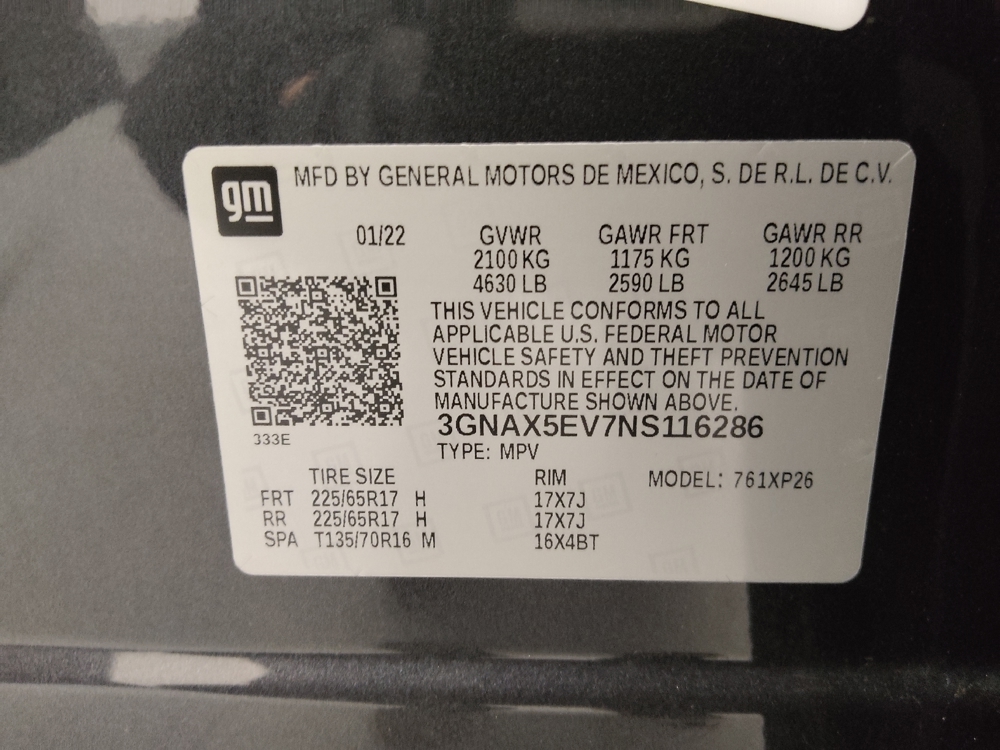 gm
MFD BY GENERAL MOTORS DE MEXICO, S. DE R.L. DE C.V.
01/22 GVWR GAWR FRT GAWR RR
2100 KG 1175 KG 1200 KG
4630 LB 2590 LB 2645 LB
THIS VEHICLE CONFORMS TO ALL
APPLICABLE U.S. FEDERAL MOTOR
VEHICLE SAFETY AND THEFT PREVENTION
STANDARDS IN EFFECT ON THE DATE OF
MANUFACTURE SHOWN ABOVE.
3GNAX5EV7NS116286
333E
TYPE: MPV
TIRE SIZE RIM MODEL: 761XP26
FRT 225/65R17 H 17X7J
RR 225/65R17 H 17X7J
SPA T135/70R16 M 16X4BT